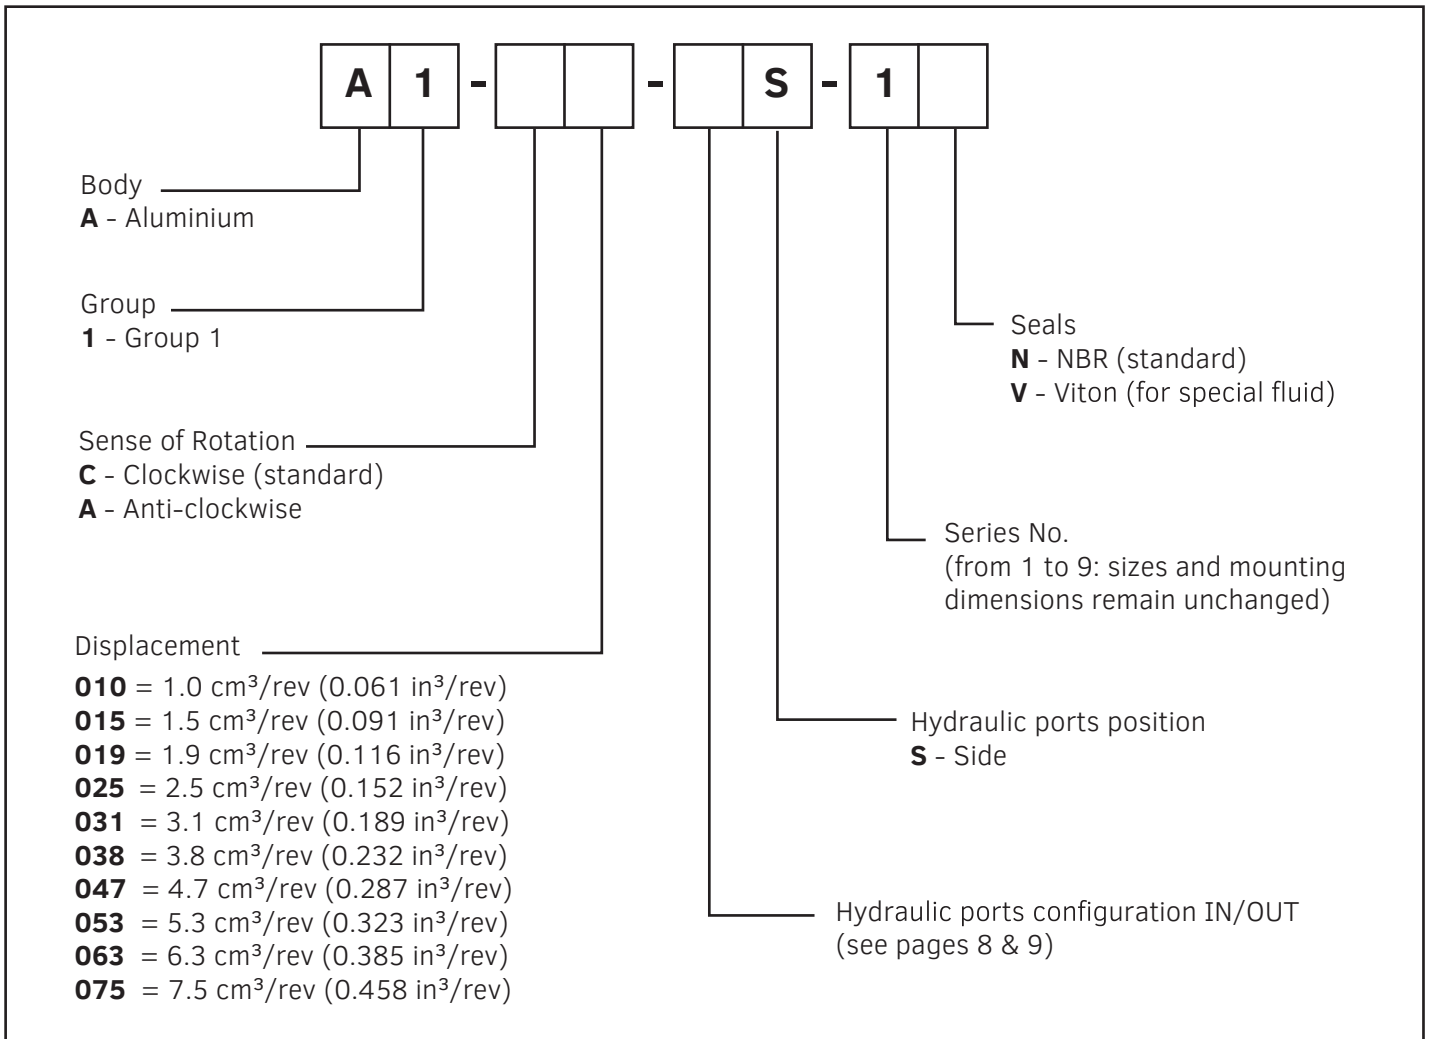 A 1 - - S - 1
Body
A - Aluminium
Group
1 - Group 1
Sense of Rotation
C - Clockwise (standard)
A - Anti-clockwise
Displacement
010 = 1.0 cm³/rev (0.061 in³/rev)
015 = 1.5 cm³/rev (0.091 in³/rev)
019 = 1.9 cm³/rev (0.116 in³/rev)
025 = 2.5 cm³/rev (0.152 in³/rev)
031 = 3.1 cm³/rev (0.189 in³/rev)
038 = 3.8 cm³/rev (0.232 in³/rev)
047 = 4.7 cm³/rev (0.287 in³/rev)
053 = 5.3 cm³/rev (0.323 in³/rev)
063 = 6.3 cm³/rev (0.385 in³/rev)
075 = 7.5 cm³/rev (0.458 in³/rev)
Seals
N - NBR (standard)
V - Viton (for special fluid)
Series No.
(from 1 to 9: sizes and mounting
dimensions remain unchanged)
Hydraulic ports position
S - Side
Hydraulic ports configuration IN/OUT
(see pages 8 & 9)